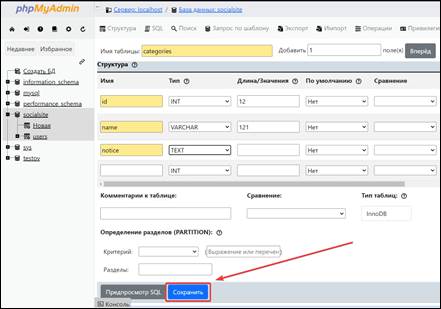 phpMyAdmin
Недавнее Избранное
Создать БД
information_schema
mysql
performance_schema
socialsite
Новая
users
sys
testov
Сервер: localhost / База данных: socialsite
Структура SQL Поиск Запрос по шаблону Экспорт Импорт Операции Привилегии
Имя таблицы: categories Добавить 1 поле(я) Вперёд
Структура
Имя Тип Длина/Значения По умолчанию Сравнение
id INT 12 Нет
name VARCHAR 121 Нет
notice TEXT Нет
INT Нет
Комментарии к таблице: Сравнение: Тип таблиц:
InnoDB
Определение разделов (PARTITION):
Критерий: (Выражение или перечен)
Разделы:
Предпросмотр SQL Сохранить
Консоль